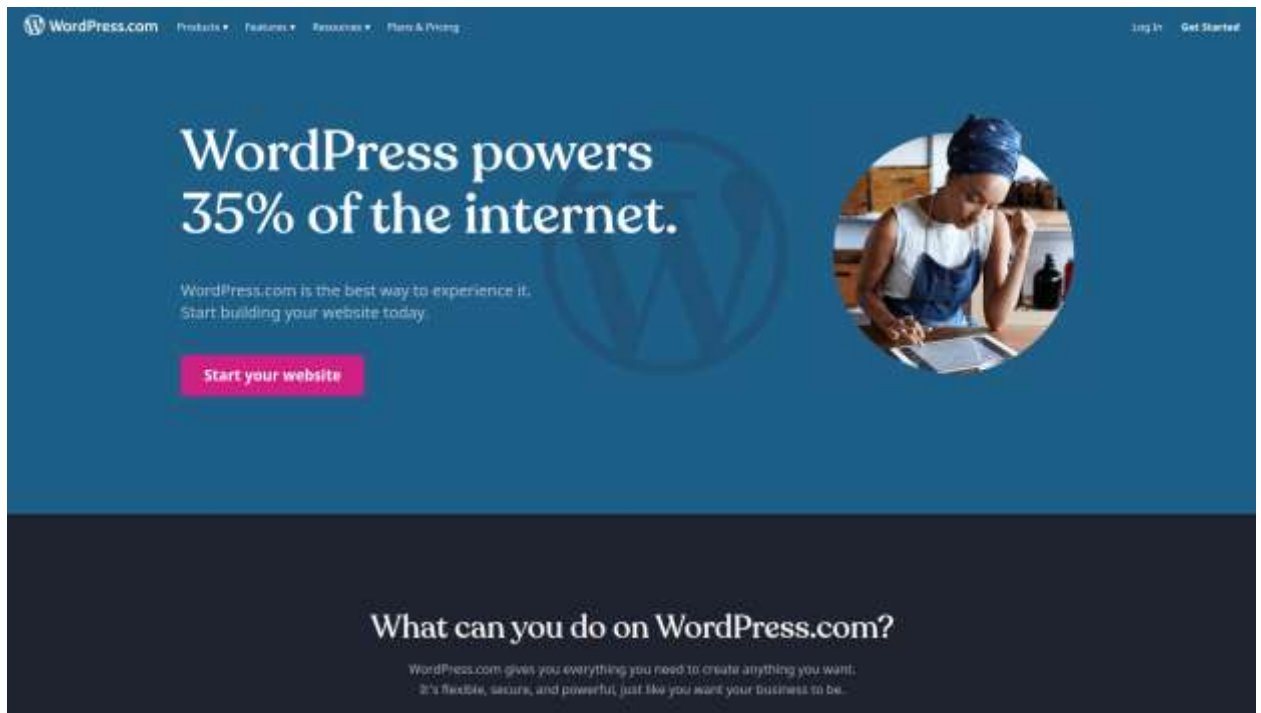 WordPress.com Products ▾ Features ▾ Resources ▾ Plans & Pricing Log In Get Started
WordPress powers
35% of the internet.
WordPress.com is the best way to experience it.
Start building your website today.
Start your website
What can you do on WordPress.com?
WordPress.com gives you everything you need to create anything you want.
It's flexible, secure, and powerful, just like you want your business to be.